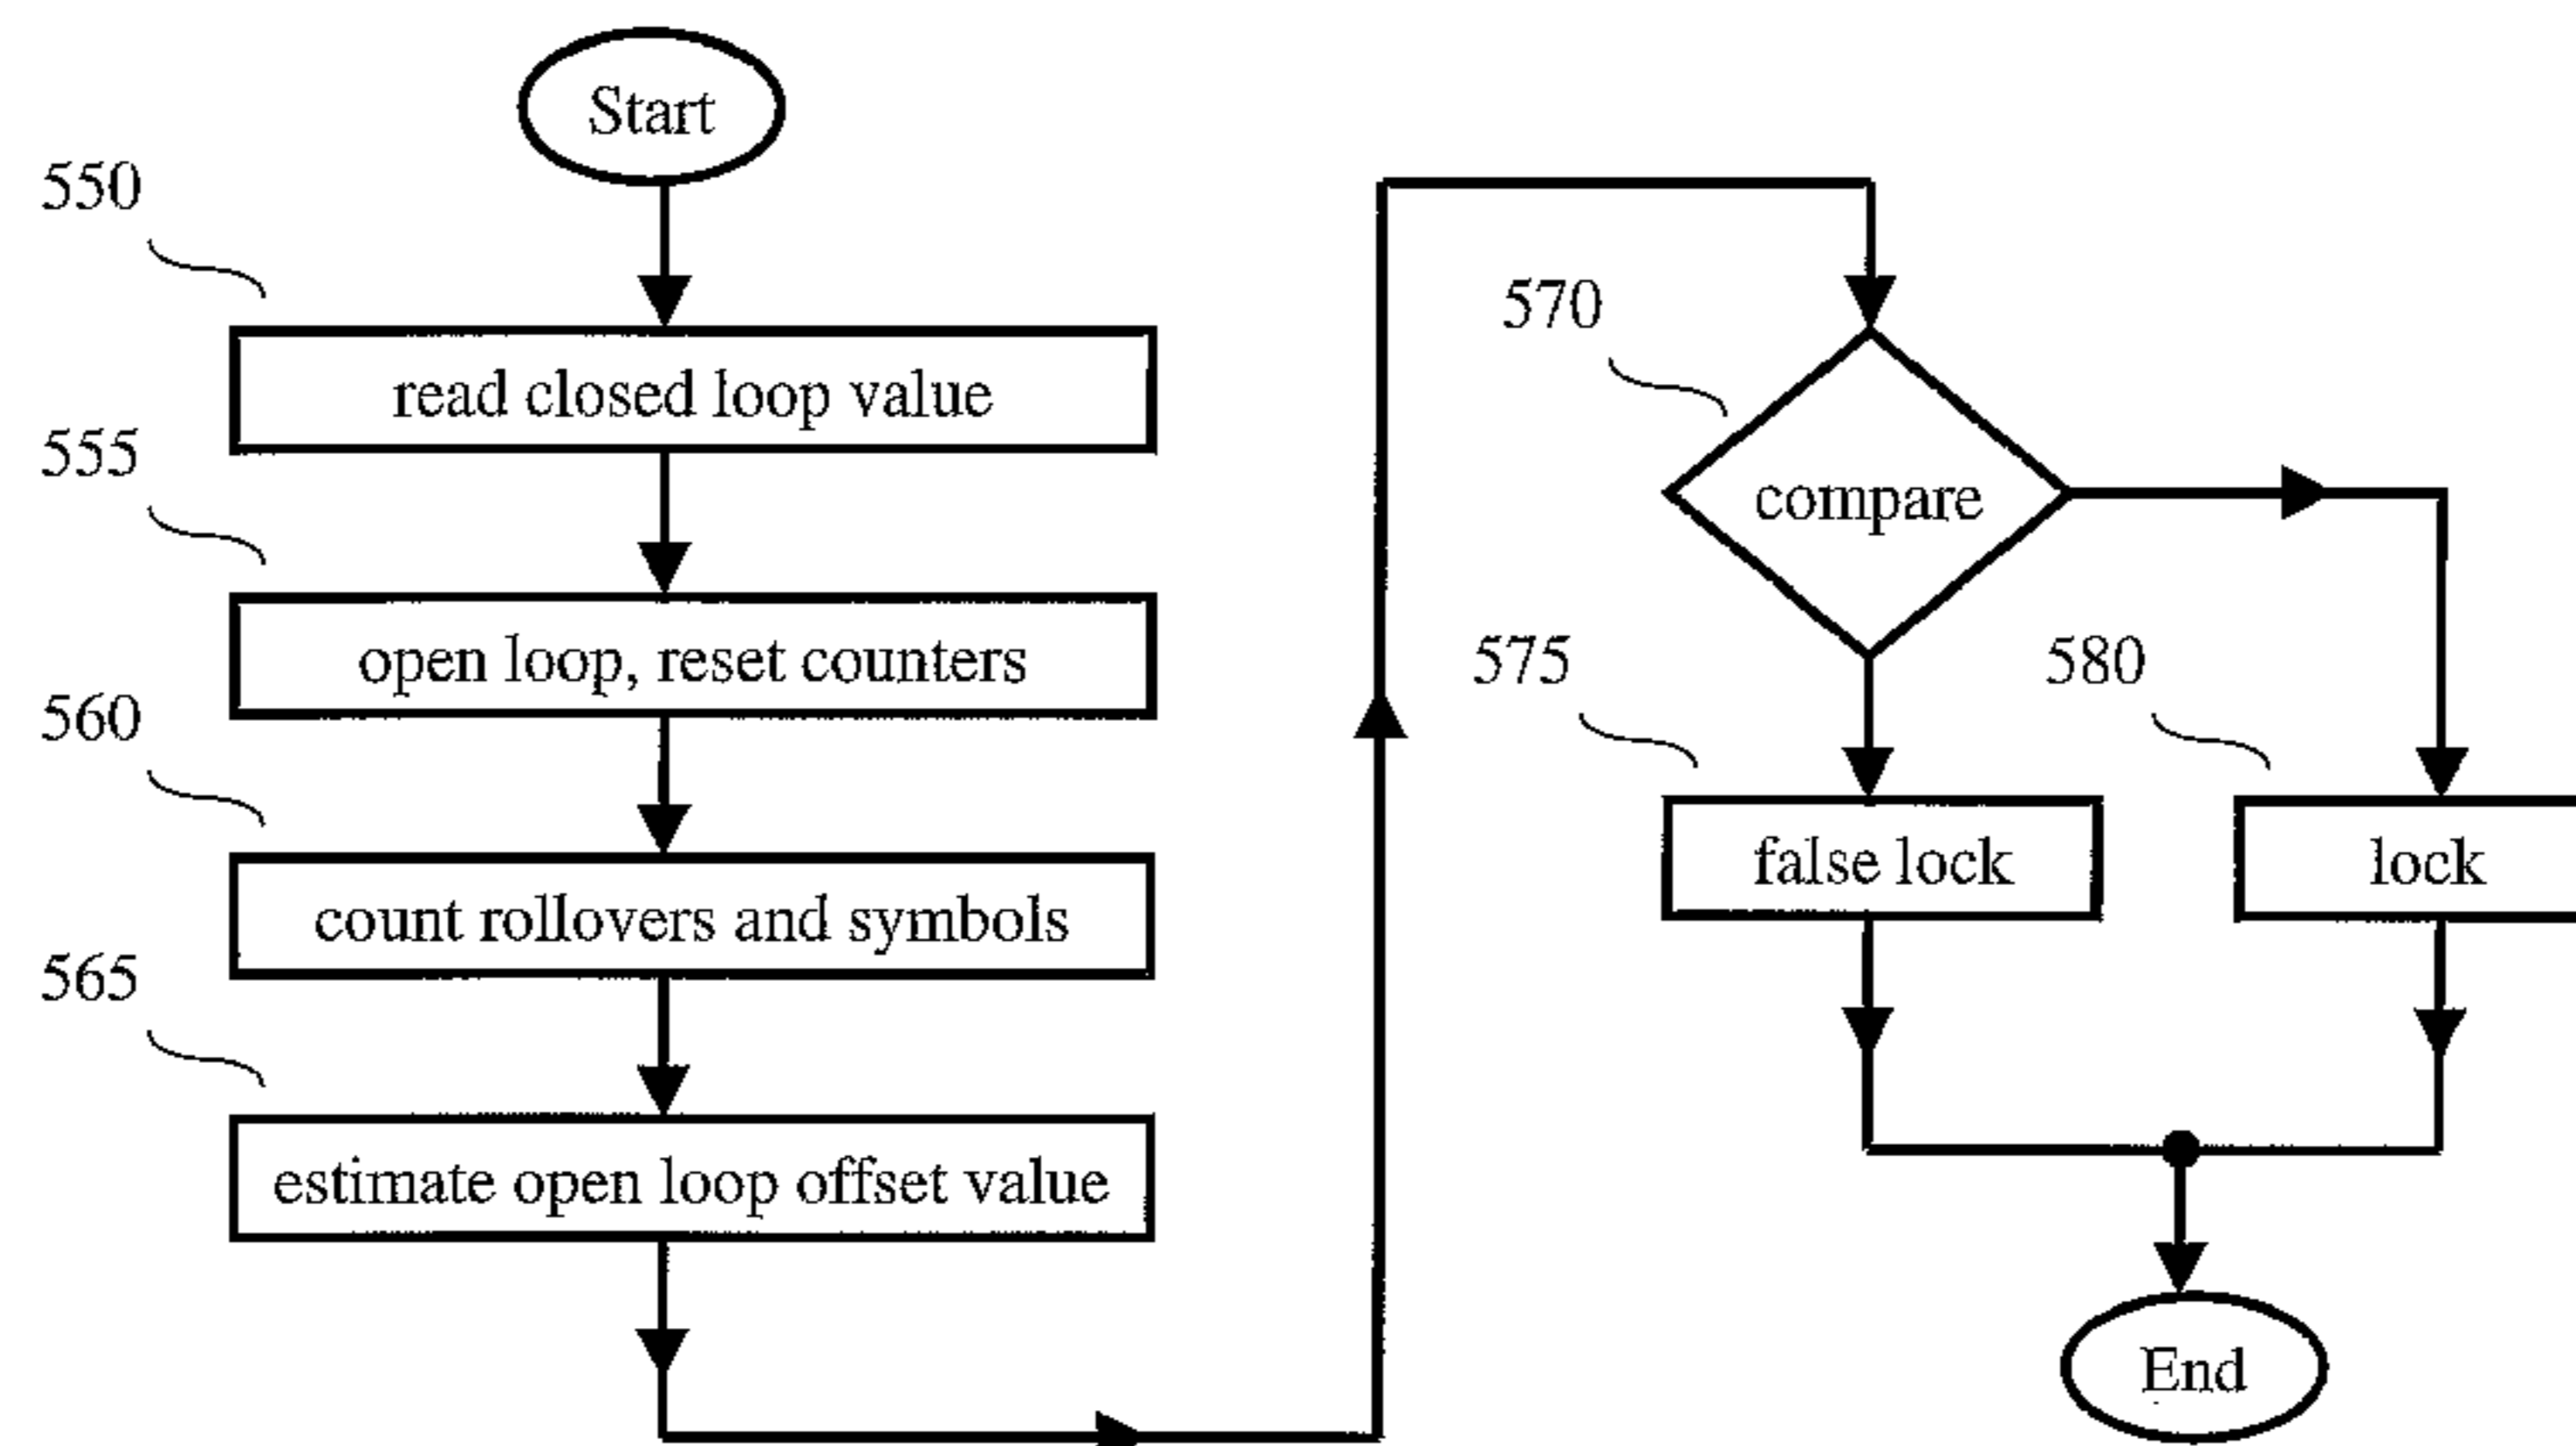 Start
550
read closed loop value
555
open loop, reset counters
560
count rollovers and symbols
565
estimate open loop offset value
570
compare
575
580
false lock
lock
End